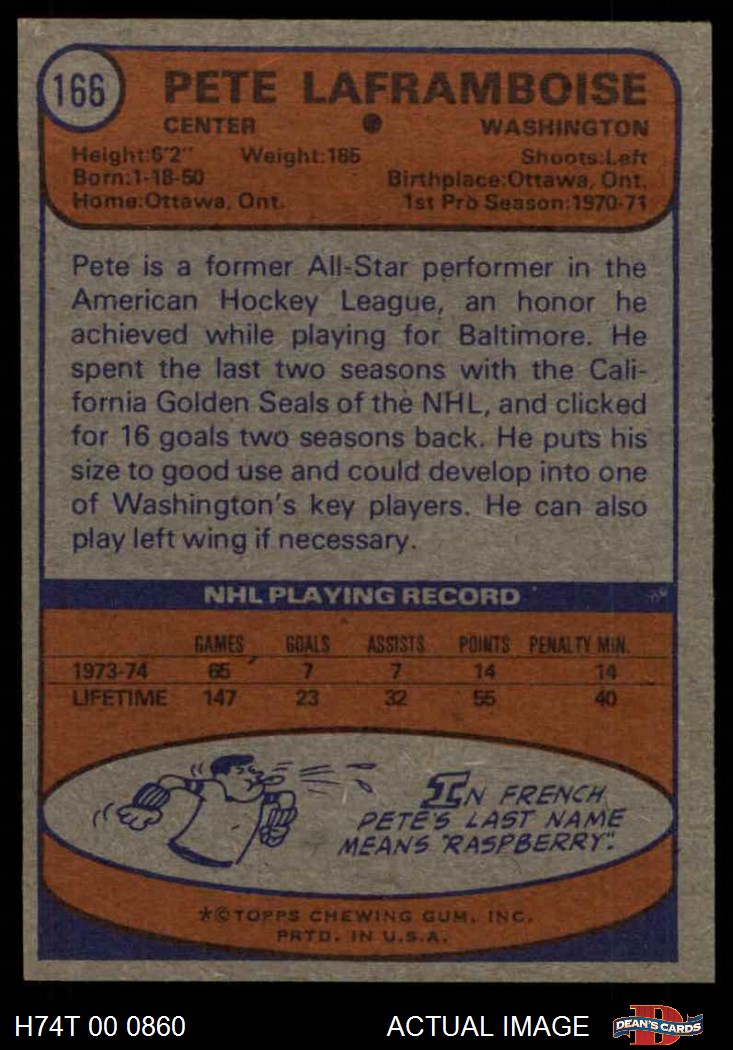 166
PETE LAFRAMBOISE
CENTER ● WASHINGTON
Height:6'2" Weight:185 Shoots:Left
Born:1-18-50 Birthplace:Ottawa, Ont.
Home:Ottawa, Ont. 1st Pro Season:1970-71
Pete is a former All-Star performer in the
American Hockey League, an honor he
achieved while playing for Baltimore. He
spent the last two seasons with the Cali-
fornia Golden Seals of the NHL, and clicked
for 16 goals two seasons back. He puts his
size to good use and could develop into one
of Washington's key players. He can also
play left wing if necessary.
NHL PLAYING RECORD
GAMES GOALS ASSISTS POINTS PENALTY MIN.
1973-74 65 7 7 14 14
LIFETIME 147 23 32 55 40
IN FRENCH,
PETE'S LAST NAME
MEANS "RASPBERRY".
*©TOPPS CHEWING GUM, INC.
PRTD. IN U.S.A.
H74T 00 0860 ACTUAL IMAGE D DEAN'S CARDS